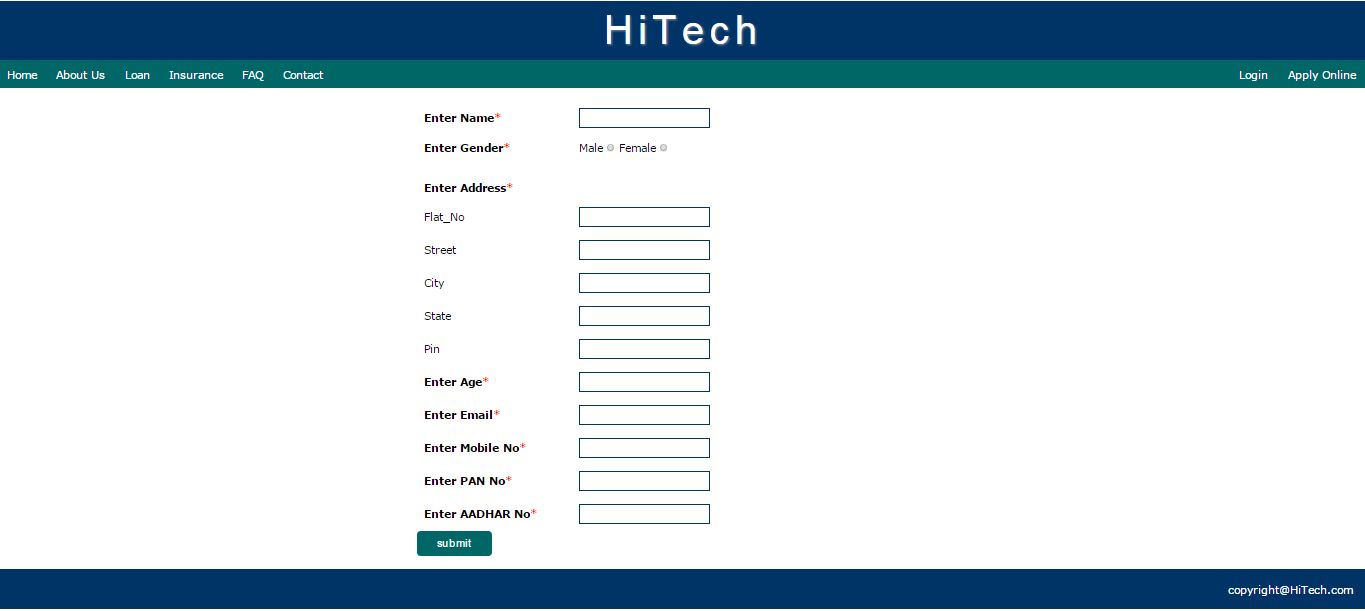 HiTech
Home About Us Loan Insurance FAQ Contact Login Apply Online
Enter Name*
Enter Gender* Male Female
Enter Address*
Flat_No
Street
City
State
Pin
Enter Age*
Enter Email*
Enter Mobile No*
Enter PAN No*
Enter AADHAR No*
submit
copyright@HiTech.com